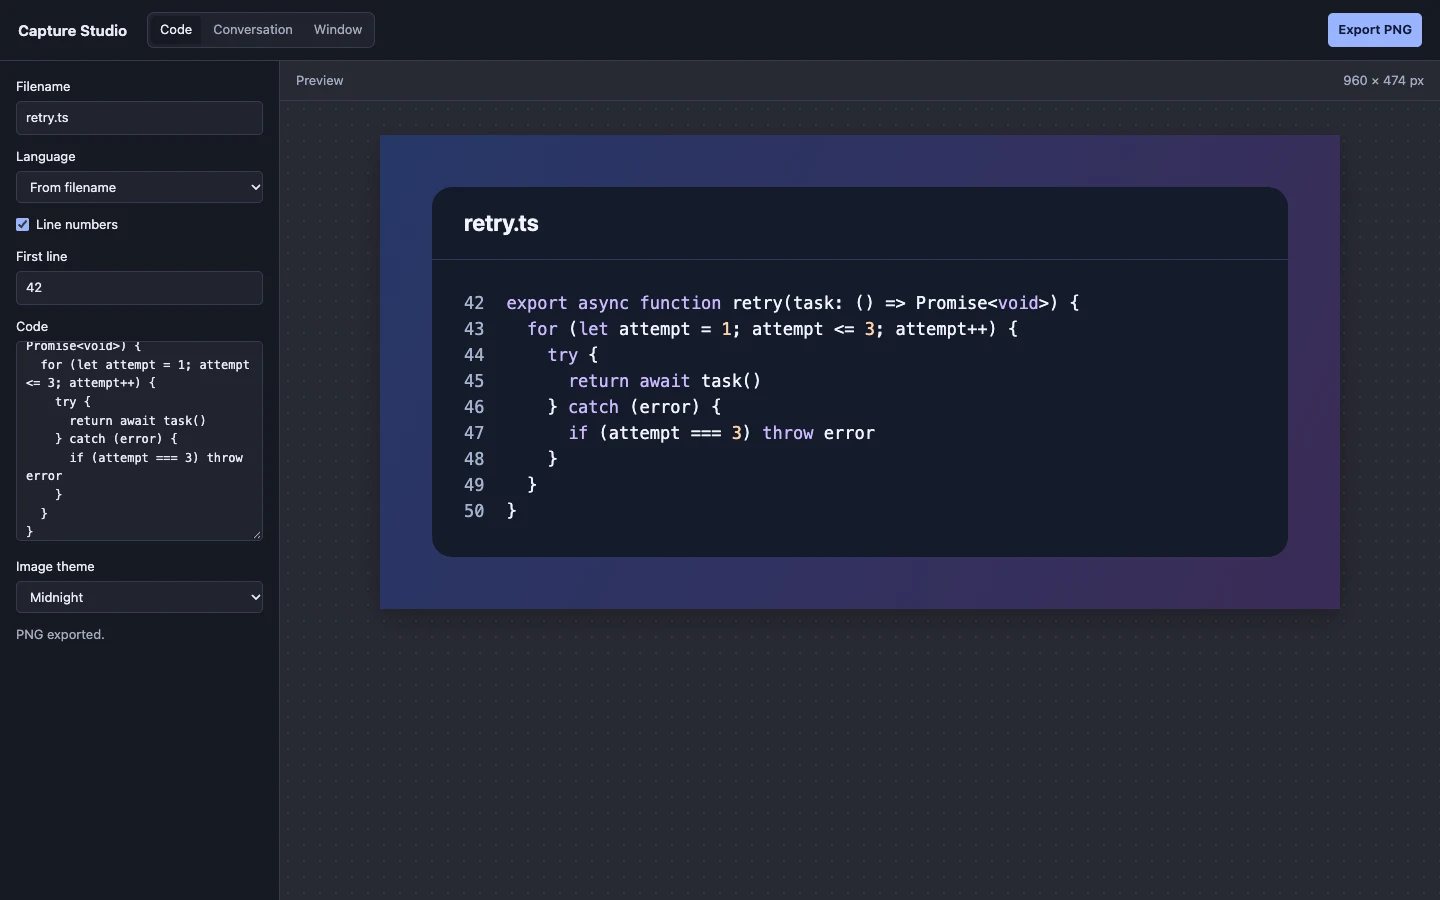 Capture Studio
Code
Conversation
Window
Export PNG
Filename
retry.ts
Language
From filename
Line numbers
First line
42
Code
Promise<void>) {
  for (let attempt = 1; attempt
<= 3; attempt++) {
    try {
      return await task()
    } catch (error) {
      if (attempt === 3) throw
error
    }
  }
}
Image theme
Midnight
PNG exported.
Preview
960 × 474 px
retry.ts
42 export async function retry(task: () => Promise<void>) {
43   for (let attempt = 1; attempt <= 3; attempt++) {
44     try {
45       return await task()
46     } catch (error) {
47       if (attempt === 3) throw error
48     }
49   }
50 }